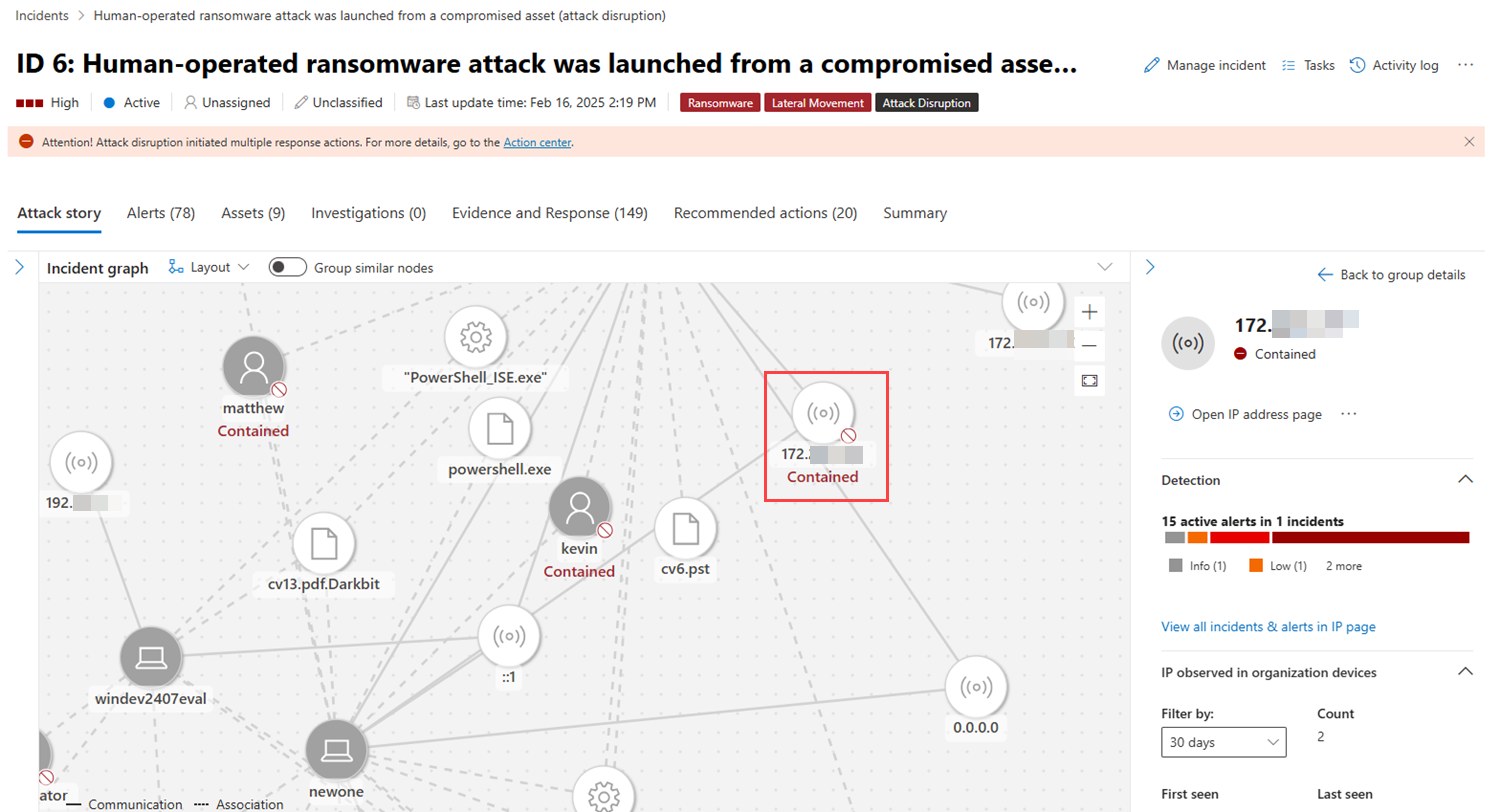 Incidents > Human-operated ransomware attack was launched from a compromised asset (attack disruption)
ID 6: Human-operated ransomware attack was launched from a compromised asse...
Manage incident
Tasks
Activity log
High
Active
Unassigned
Unclassified
Last update time: Feb 16, 2025 2:19 PM
Ransomware
Lateral Movement
Attack Disruption
Attention! Attack disruption initiated multiple response actions. For more details, go to the Action center.
Attack story
Alerts (78)
Assets (9)
Investigations (0)
Evidence and Response (149)
Recommended actions (20)
Summary
Incident graph
Layout
Group similar nodes
"PowerShell_ISE.exe"
172.
matthew
Contained
powershell.exe
172.
Contained
192.
kevin
Contained
cv6.pst
cv13.pdf.Darkbit
::1
windev2407eval
0.0.0.0
newone
ator
Communication
Association
Back to group details
172.
Contained
Open IP address page
Detection
15 active alerts in 1 incidents
Info (1)
Low (1)
2 more
View all incidents & alerts in IP page
IP observed in organization devices
Filter by:
Count
30 days
2
First seen
Last seen